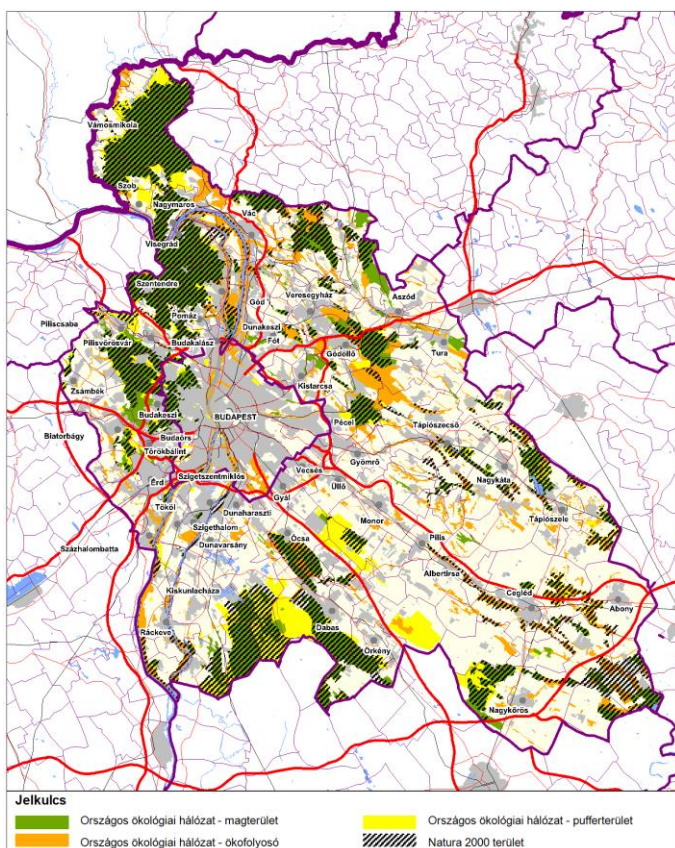 Vámosmikola
Szob
Nagymaros
Vác
Visegrád
Szentendre
Göd
Veresegyház
Aszód
Pomáz
Dunakeszi
Piliscsaba
Pilisvörösvár
Budakalász
Fót
Gödöllő
Tura
Zsámbék
Kistarcsa
Budakeszi
BUDAPEST
Pécel
Tápiószecső
Biatorbágy
Budaörs
Törökbálint
Gyömrő
Vecsés
Nagykáta
Érd
Szigetszentmiklós
Üllő
Gyál
Tököl
Dunaharaszti
Tápiószele
Szigethalom
Monor
Százhalombatta
Dunavarsány
Ócsa
Pilis
Albertirsa
Kiskunlacháza
Cegléd
Abony
Ráckeve
Dabas
Örkény
Nagykőrös
Jelkulcs
Országos ökológiai hálózat - magterület
Országos ökológiai hálózat - pufferterület
Országos ökológiai hálózat - ökofolyosó
Natura 2000 terület